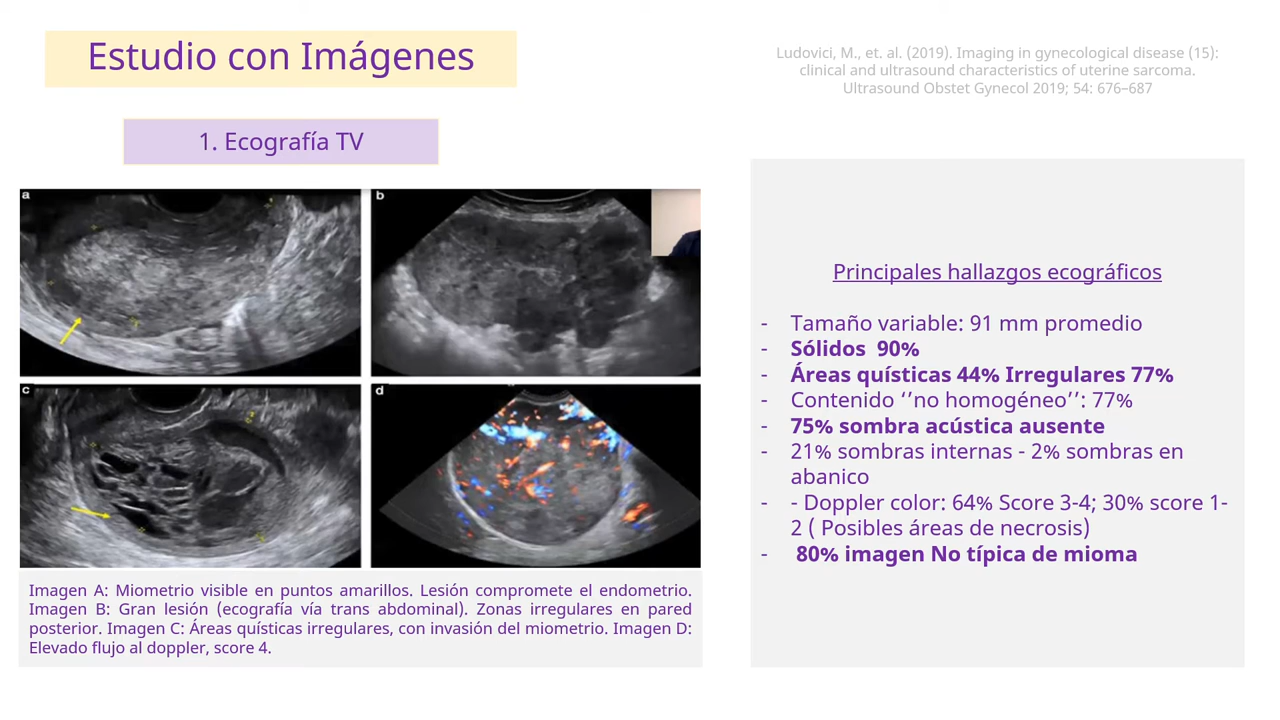 Estudio con Imágenes
Ludovici, M., et. al. (2019). Imaging in gynecological disease (15):
clinical and ultrasound characteristics of uterine sarcoma.
Ultrasound Obstet Gynecol 2019; 54: 676–687
1. Ecografía TV
a
b
c
d
Imagen A: Miometrio visible en puntos amarillos. Lesión compromete el endometrio.
Imagen B: Gran lesión (ecografía vía trans abdominal). Zonas irregulares en pared
posterior. Imagen C: Áreas quísticas irregulares, con invasión del miometrio. Imagen D:
Elevado flujo al doppler, score 4.
Principales hallazgos ecográficos
- Tamaño variable: 91 mm promedio
- Sólidos  90%
- Áreas quísticas 44% Irregulares 77%
- Contenido ‘’no homogéneo’’: 77%
- 75% sombra acústica ausente
- 21% sombras internas - 2% sombras en
abanico
- - Doppler color: 64% Score 3-4; 30% score 1-
2 ( Posibles áreas de necrosis)
- 80% imagen No típica de mioma